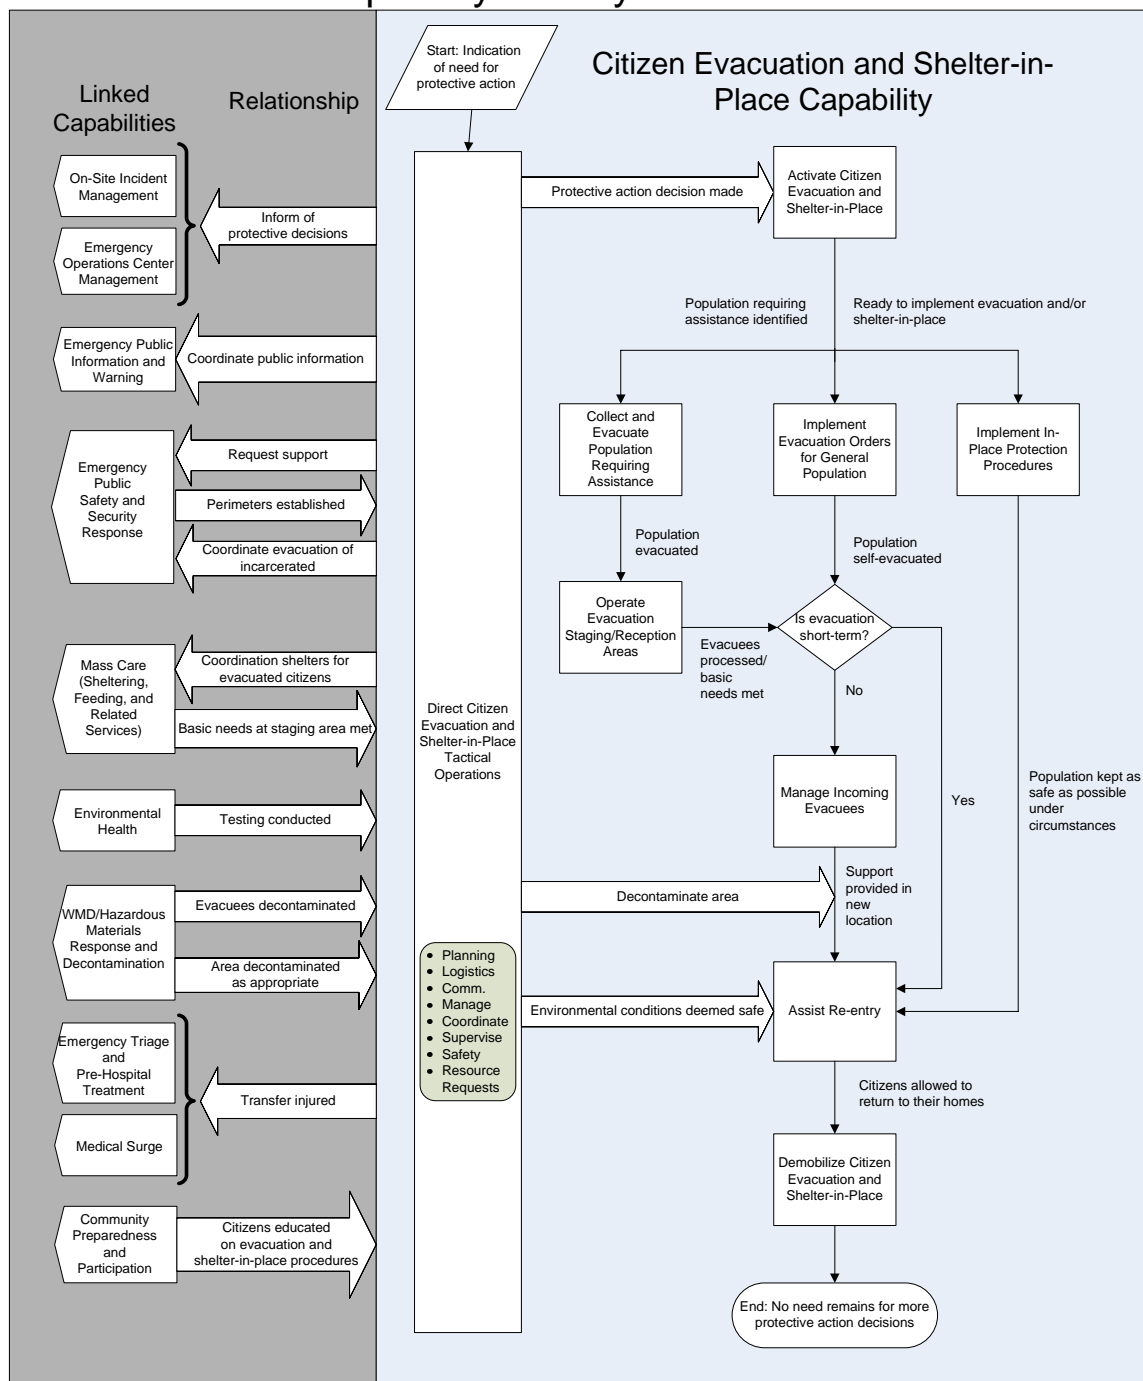 Start: Indication
of need for
protective action
Citizen Evacuation and Shelter-in-
Place Capability
Linked
Capabilities
Relationship
On-Site Incident
Management
Emergency
Operations Center
Management
Inform of
protective decisions
Protective action decision made
Activate Citizen
Evacuation and
Shelter-in-Place
Population requiring
assistance identified
Ready to implement evacuation and/or
shelter-in-place
Emergency Public
Information and
Warning
Coordinate public information
Collect and
Evacuate
Population
Requiring
Assistance
Implement
Evacuation Orders
for General
Population
Implement In-
Place Protection
Procedures
Emergency
Public
Safety and
Security
Response
Request support
Perimeters established
Coordinate evacuation of
incarcerated
Population
evacuated
Population
self-evacuated
Operate
Evacuation
Staging/Reception
Areas
Evacuees
processed/
basic
needs met
Is evacuation
short-term?
No
Yes
Mass Care
(Sheltering,
Feeding, and
Related
Services)
Coordination shelters for
evacuated citizens
Basic needs at staging area met
Direct Citizen
Evacuation and
Shelter-in-Place
Tactical
Operations
Manage Incoming
Evacuees
Population kept as
safe as possible
under
circumstances
Environmental
Health
Testing conducted
Support
provided in
new
location
Decontaminate area
WMD/Hazardous
Materials
Response and
Decontamination
Evacuees decontaminated
Area decontaminated
as appropriate
• Planning
• Logistics
• Comm.
• Manage
• Coordinate
• Supervise
• Safety
• Resource
Requests
Environmental conditions deemed safe
Assist Re-entry
Emergency Triage
and
Pre-Hospital
Treatment
Medical Surge
Transfer injured
Citizens allowed to
return to their homes
Demobilize Citizen
Evacuation and
Shelter-in-Place
Community
Preparedness
and
Participation
Citizens educated
on evacuation and
shelter-in-place procedures
End: No need remains for more
protective action decisions